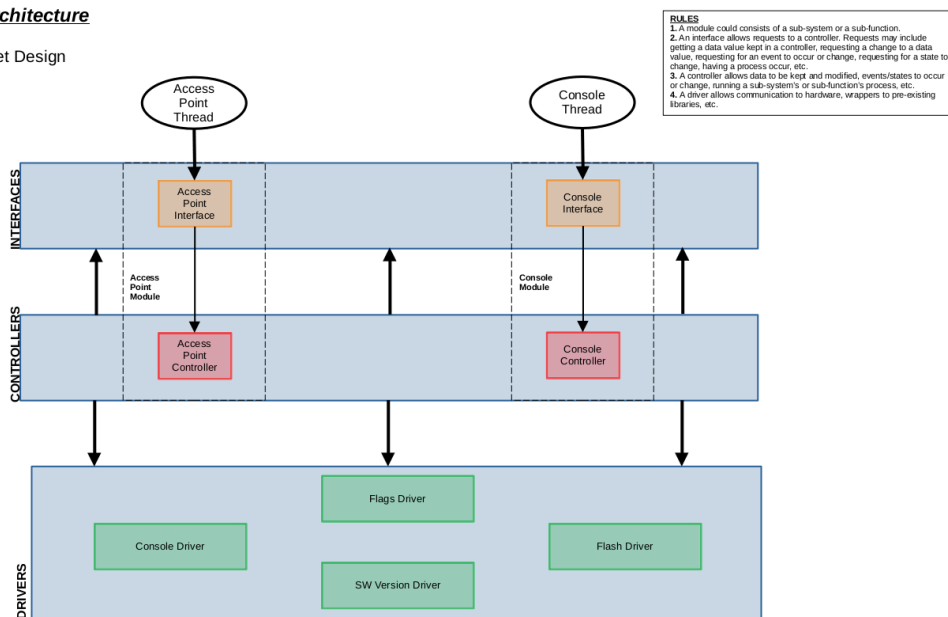 chitecture
et Design
RULES
1. A module could consists of a sub-system or a sub-function.
2. An interface allows requests to a controller. Requests may include
getting a data value kept in a controller, requesting a change to a data
value, requesting for an event to occur or change, requesting for a state to
change, having a process occur, etc.
3. A controller allows data to be kept and modified, events/states to occur
or change, running a sub-system's or sub-function's process, etc.
4. A driver allows communication to hardware, wrappers to pre-existing
libraries, etc.
Access
Point
Thread
Console
Thread
INTERFACES
Access
Point
Interface
Console
Interface
Access
Point
Module
Console
Module
CONTROLLERS
Access
Point
Controller
Console
Controller
DRIVERS
Flags Driver
Console Driver
Flash Driver
SW Version Driver